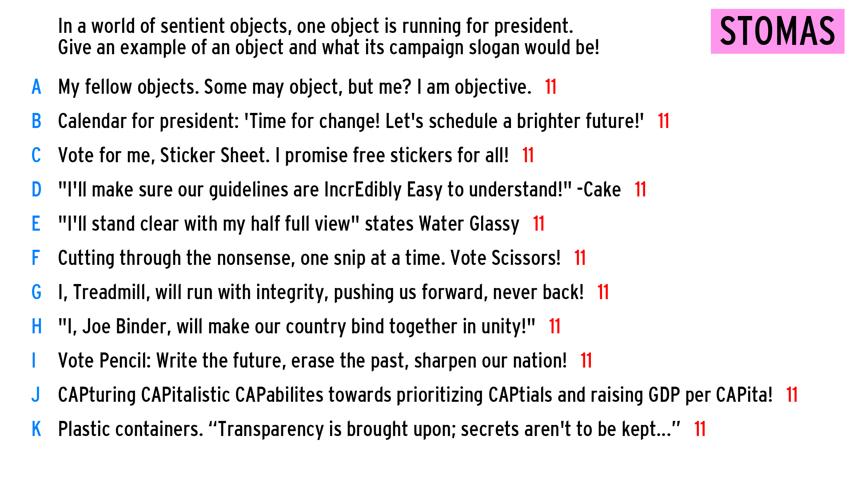 In a world of sentient objects, one object is running for president.
Give an example of an object and what its campaign slogan would be!
STOMAS
A My fellow objects. Some may object, but me? I am objective. 11
B Calendar for president: 'Time for change! Let's schedule a brighter future!' 11
C Vote for me, Sticker Sheet. I promise free stickers for all! 11
D "I'll make sure our guidelines are IncrEdibly Easy to understand!" -Cake 11
E "I'll stand clear with my half full view" states Water Glassy 11
F Cutting through the nonsense, one snip at a time. Vote Scissors! 11
G I, Treadmill, will run with integrity, pushing us forward, never back! 11
H "I, Joe Binder, will make our country bind together in unity!" 11
I Vote Pencil: Write the future, erase the past, sharpen our nation! 11
J CAPturing CAPitalistic CAPabilites towards prioritizing CAPtials and raising GDP per CAPita! 11
K Plastic containers. “Transparency is brought upon; secrets aren't to be kept...” 11